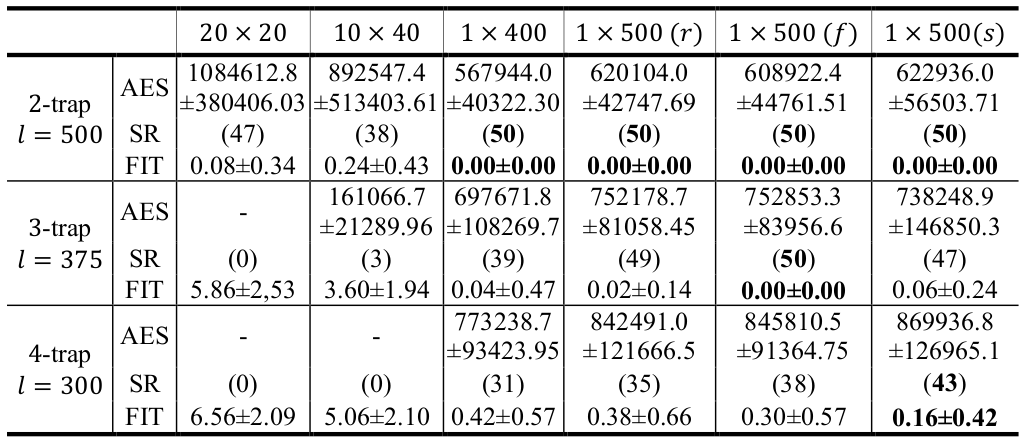 20 × 20 10 × 40 1 × 400 1 × 500 (r) 1 × 500 (f) 1 × 500(s)
2-trap l = 500 AES 1084612.8 ±380406.03 892547.4 ±513403.61 567944.0 ±40322.30 620104.0 ±42747.69 608922.4 ±44761.51 622936.0 ±56503.71
SR (47) (38) (50) (50) (50) (50)
FIT 0.08±0.34 0.24±0.43 0.00±0.00 0.00±0.00 0.00±0.00 0.00±0.00
3-trap l = 375 AES - 161066.7 ±21289.96 697671.8 ±108269.7 752178.7 ±81058.45 752853.3 ±83956.6 738248.9 ±146850.3
SR (0) (3) (39) (49) (50) (47)
FIT 5.86±2,53 3.60±1.94 0.04±0.47 0.02±0.14 0.00±0.00 0.06±0.24
4-trap l = 300 AES - - 773238.7 ±93423.95 842491.0 ±121666.5 845810.5 ±91364.75 869936.8 ±126965.1
SR (0) (0) (31) (35) (38) (43)
FIT 6.56±2.09 5.06±2.10 0.42±0.57 0.38±0.66 0.30±0.57 0.16±0.42